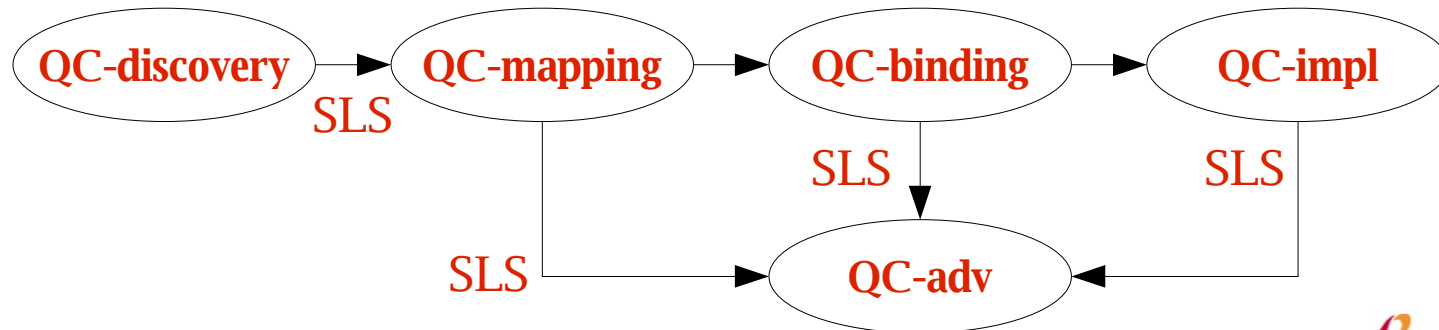 QC-discovery
QC-mapping
QC-binding
QC-impl
SLS
SLS
SLS
SLS
QC-adv